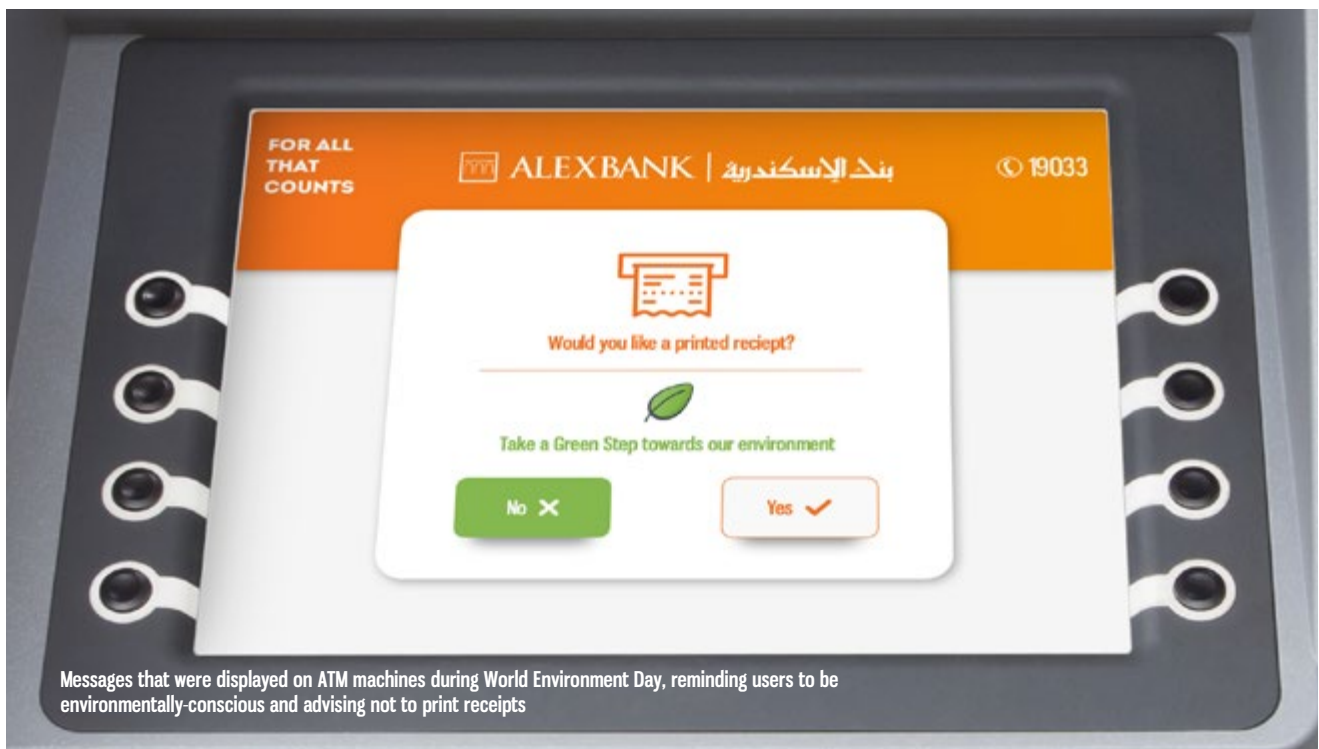 FOR ALL
THAT
COUNTS
ALEXBANK | بنك الإسكندرية
19033
Would you like a printed reciept?
Take a Green Step towards our environment
No
Yes
Messages that were displayed on ATM machines during World Environment Day, reminding users to be
environmentally-conscious and advising not to print receipts